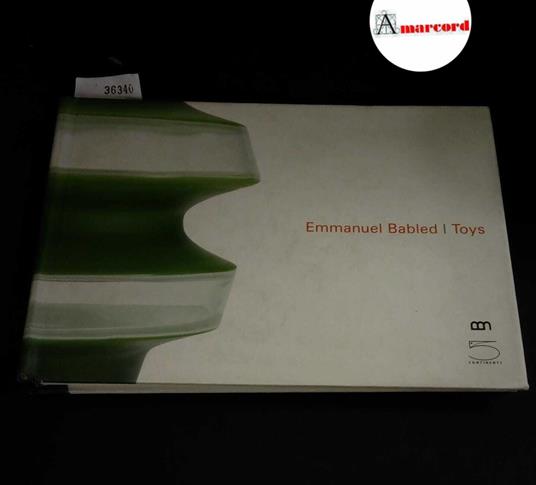 Amarcord
36340
Emmanuel Babled | Toys
5
CONTINENTS